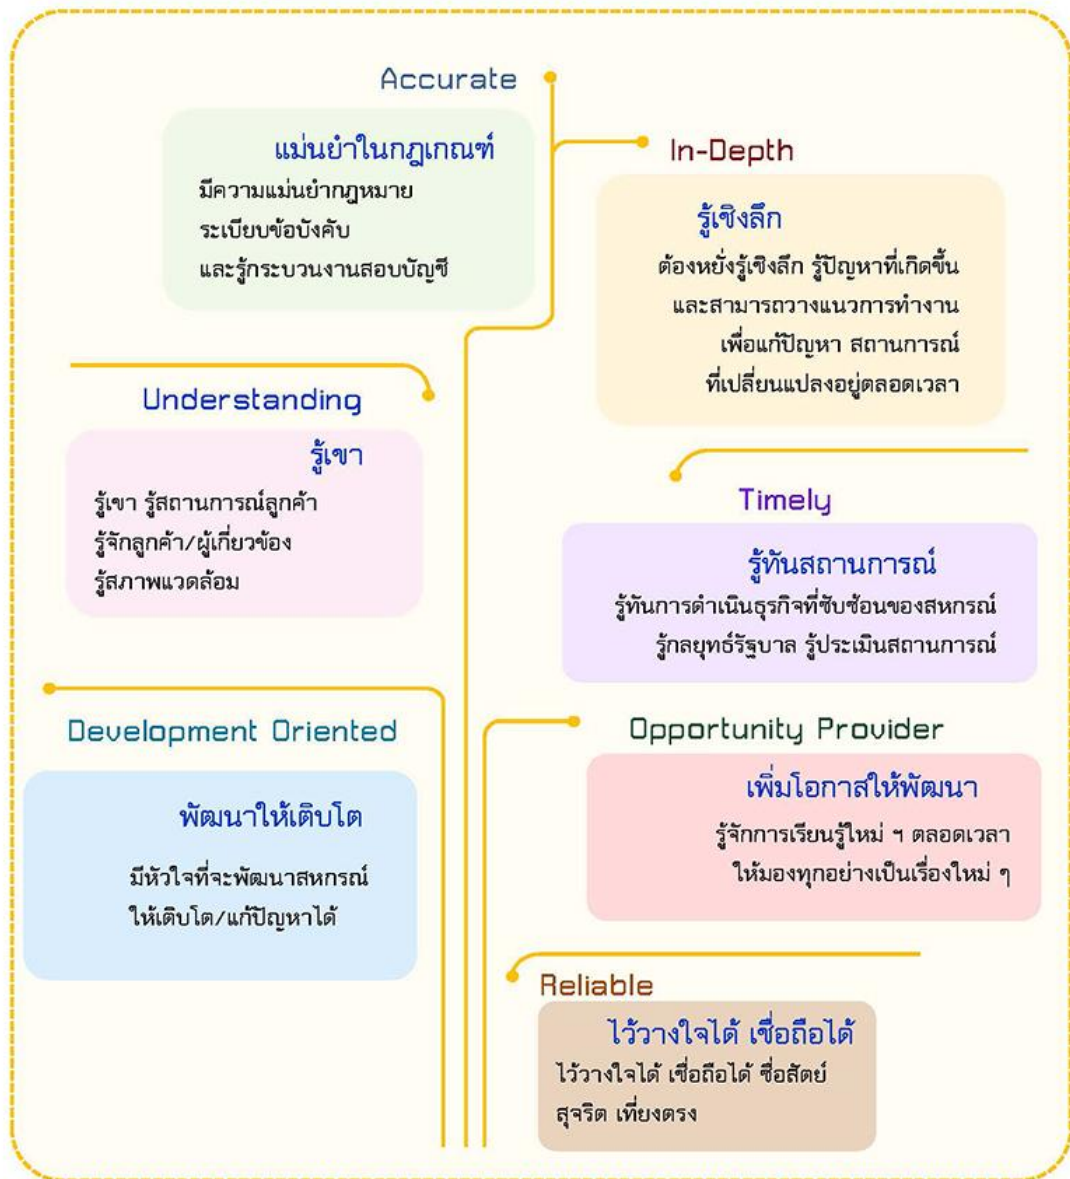 Accurate
แม่นยำในกฎเกณฑ์
มีความแม่นยำกฎหมาย
ระเบียบข้อบังคับ
และรู้กระบวนงานสอบบัญชี
In-Depth
รู้เชิงลึก
ต้องหยั่งรู้เชิงลึก รู้ปัญหาที่เกิดขึ้น
และสามารถวางแนวการทำงาน
เพื่อแก้ปัญหา สถานการณ์
ที่เปลี่ยนแปลงอยู่ตลอดเวลา
Understanding
รู้เขา
รู้เขา รู้สถานการณ์ลูกค้า
รู้จักลูกค้า/ผู้เกี่ยวข้อง
รู้สภาพแวดล้อม
Timely
รู้ทันสถานการณ์
รู้ทันการดำเนินธุรกิจที่ซับซ้อนของสหกรณ์
รู้กลยุทธ์รัฐบาล รู้ประเมินสถานการณ์
Development Oriented
พัฒนาให้เติบโต
มีหัวใจที่จะพัฒนาสหกรณ์
ให้เติบโต/แก้ปัญหาได้
Opportunity Provider
เพิ่มโอกาสให้พัฒนา
รู้จักการเรียนรู้ใหม่ ฯ ตลอดเวลา
ให้มองทุกอย่างเป็นเรื่องใหม่ ๆ
Reliable
ไว้วางใจได้ เชื่อถือได้
ไว้วางใจได้ เชื่อถือได้ ซื่อสัตย์
สุจริต เที่ยงตรง